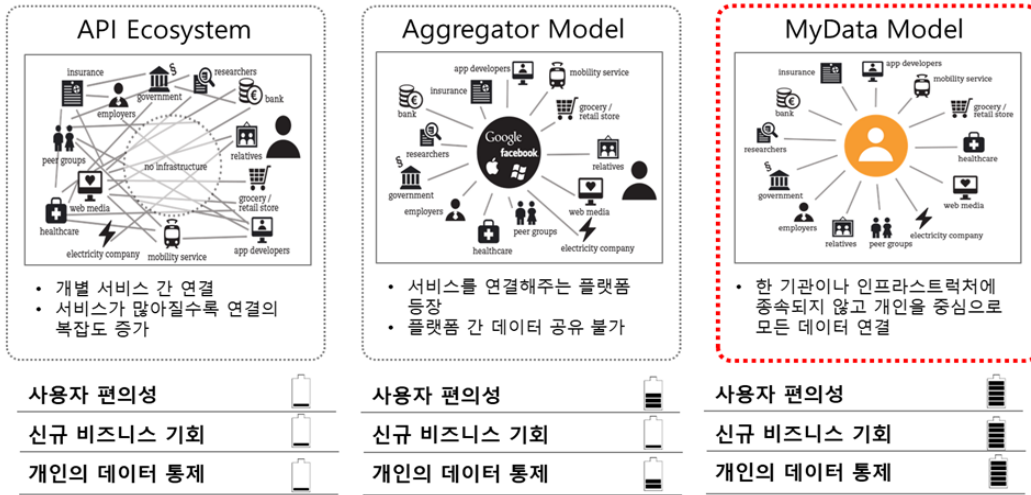 API Ecosystem
insurance
§
researchers
government
employers
bank
€
peer groups
no infrastructure
relatives
web media
grocery /
retail store
healthcare
electricity company
mobility service
app developers
• 개별 서비스 간 연결
• 서비스가 많아질수록 연결의
복잡도 증가
사용자 편의성
신규 비즈니스 기회
개인의 데이터 통제
Aggregator Model
app developers
mobility service
insurance
bank
€
grocery /
retail store
Google
facebook
researchers
relatives
§
government
web media
employers
peer groups
healthcare
electricity company
• 서비스를 연결해주는 플랫폼
등장
• 플랫폼 간 데이터 공유 불가
사용자 편의성
신규 비즈니스 기회
개인의 데이터 통제
MyData Model
app developers
insurance
mobility service
bank
€
grocery /
retail store
researchers
healthcare
§
government
web media
employers
relatives
peer groups
electricity company
• 한 기관이나 인프라스트럭처에
종속되지 않고 개인을 중심으로
모든 데이터 연결
사용자 편의성
신규 비즈니스 기회
개인의 데이터 통제